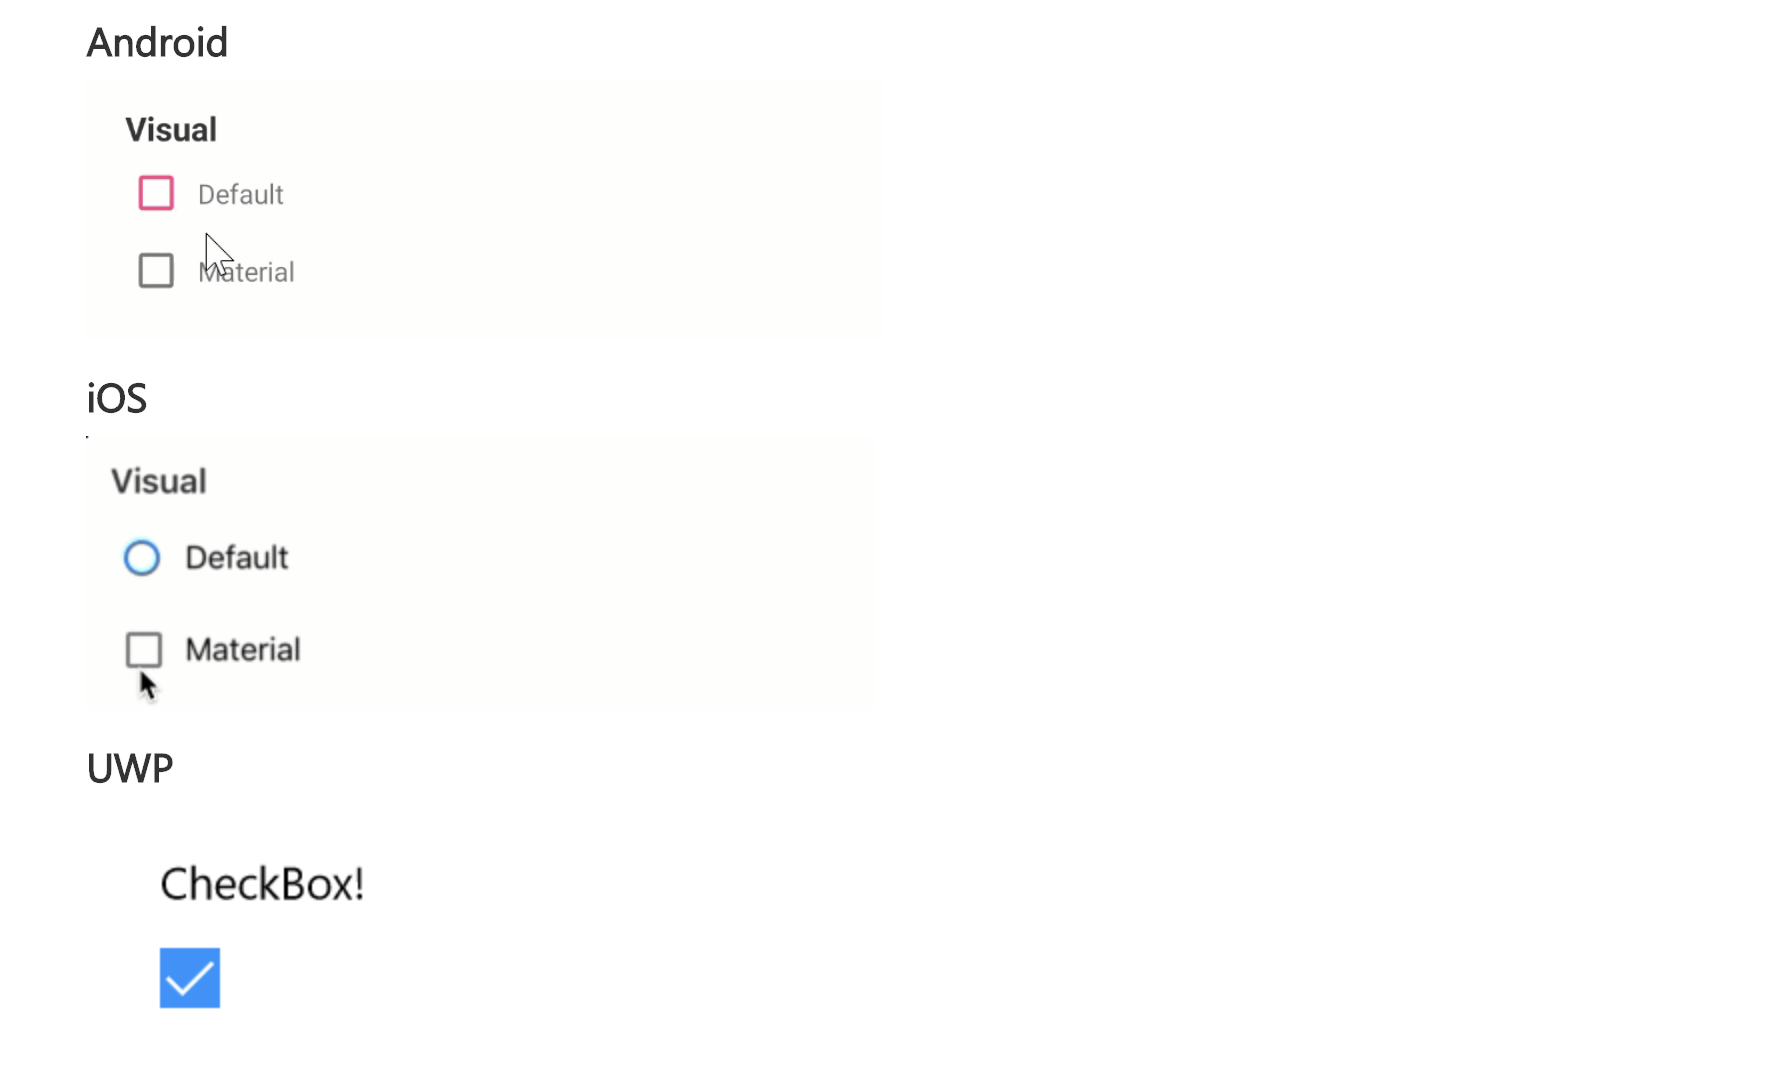 Android
Visual
Default
Material
iOS
Visual
Default
Material
UWP
CheckBox!